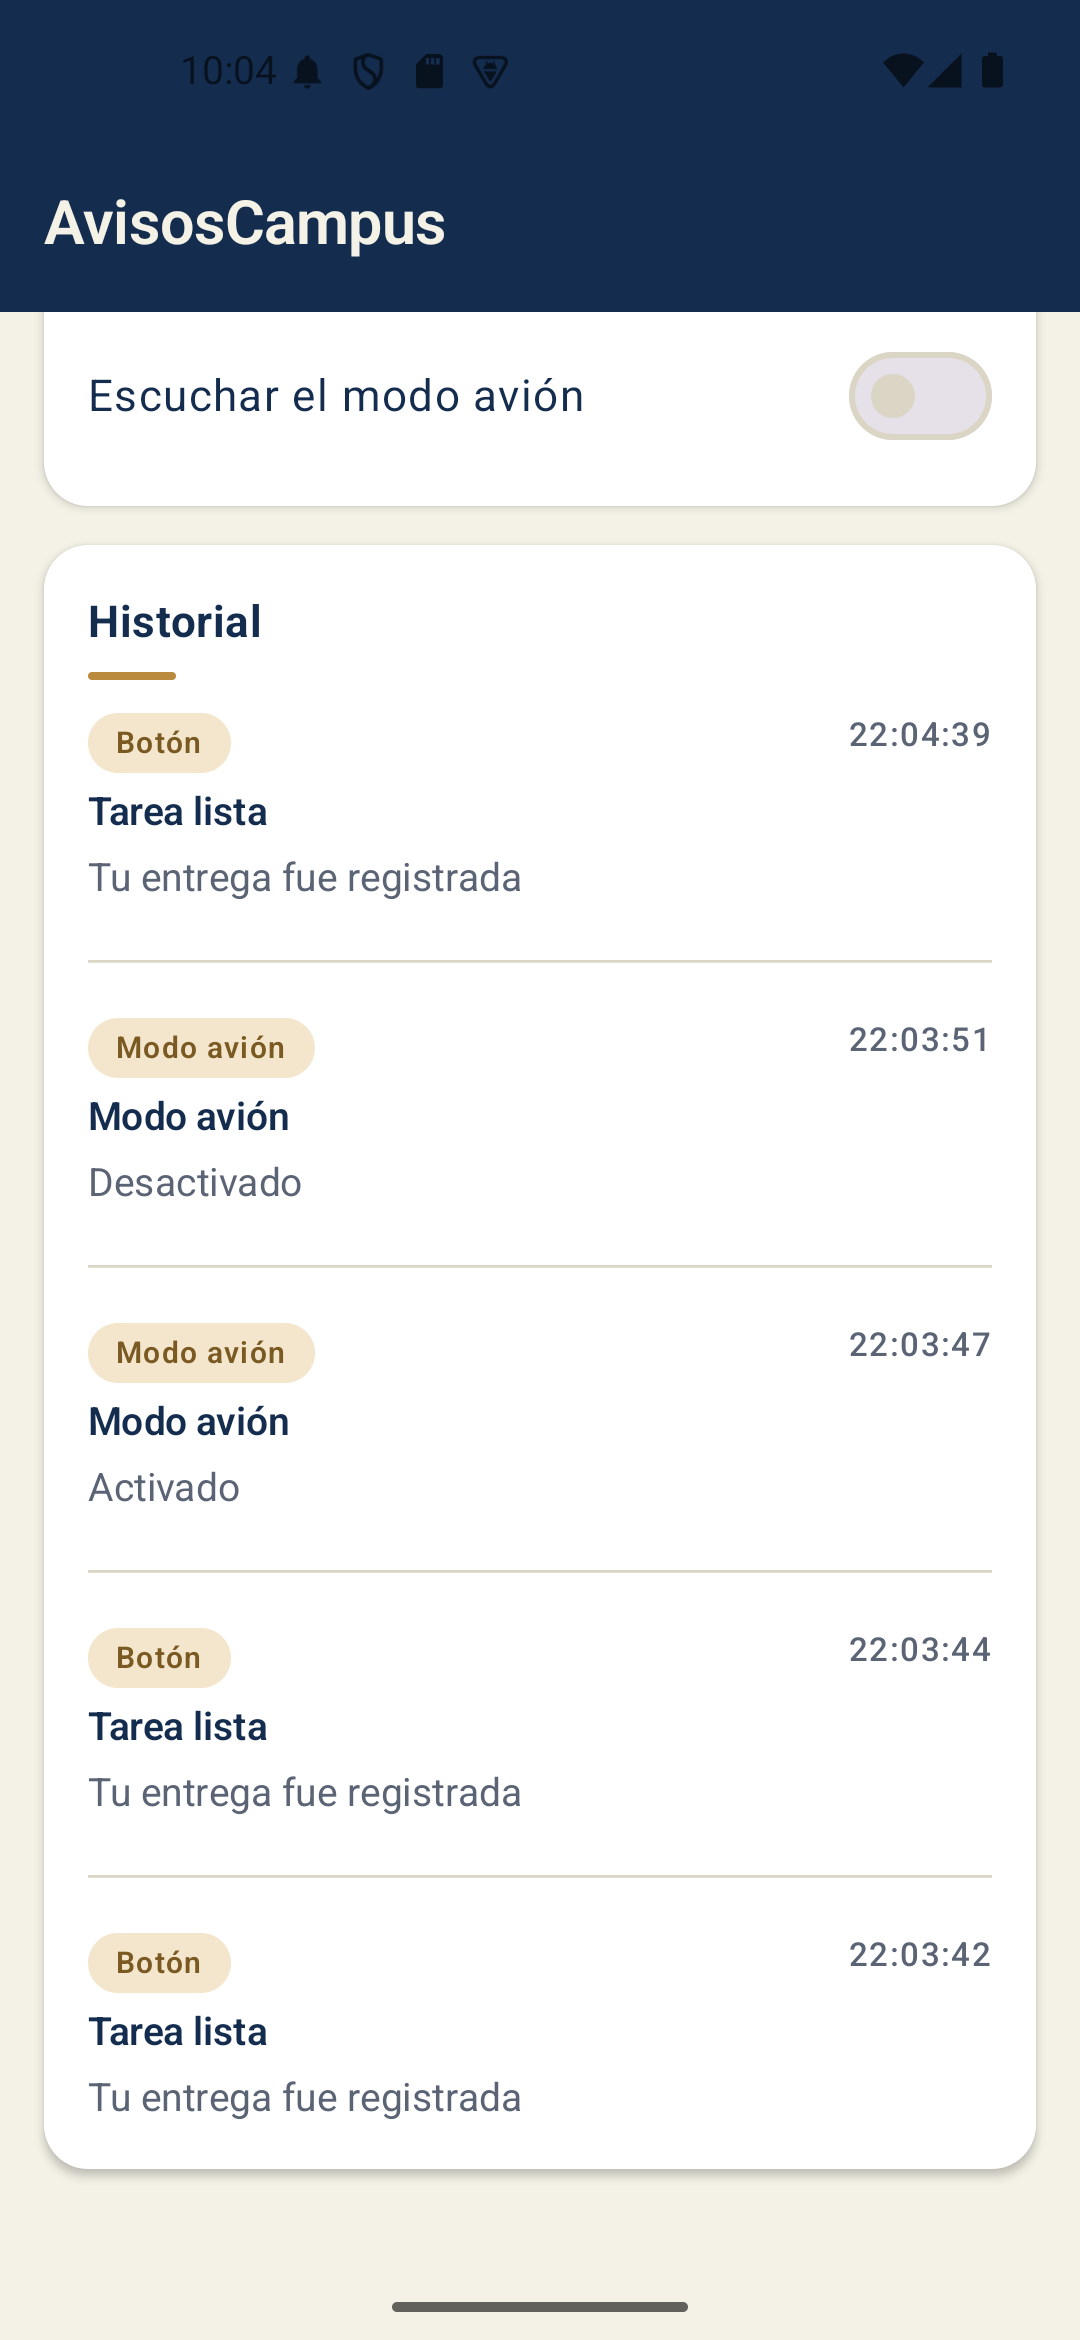 10:04
AvisosCampus
Escuchar el modo avión
Historial
Botón
22:04:39
Tarea lista
Tu entrega fue registrada
Modo avión
22:03:51
Modo avión
Desactivado
Modo avión
22:03:47
Modo avión
Activado
Botón
22:03:44
Tarea lista
Tu entrega fue registrada
Botón
22:03:42
Tarea lista
Tu entrega fue registrada